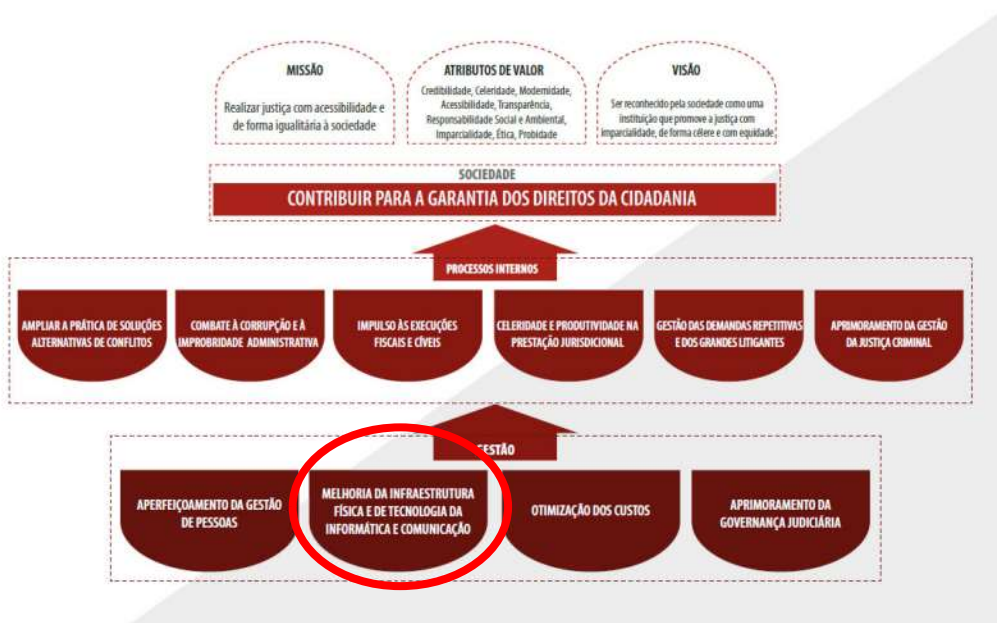 MISSÃO
Realizar justiça com acessibilidade e
de forma igualitária à sociedade
ATRIBUTOS DE VALOR
Credibilidade, Celeridade, Modernidade,
Acessibilidade, Transparência,
Responsabilidade Social e Ambiental,
Imparcialidade, Ética, Probidade
VISÃO
Ser reconhecido pela sociedade como uma
instituição que promove a justiça com
imparcialidade, de forma célere e com equidade
SOCIEDADE
CONTRIBUIR PARA A GARANTIA DOS DIREITOS DA CIDADANIA
PROCESSOS INTERNOS
AMPLIAR A PRÁTICA DE SOLUÇÕES
ALTERNATIVAS DE CONFLITOS
COMBATE À CORRUPÇÃO E À
IMPROBRIDADE ADMINISTRATIVA
IMPULSO ÀS EXECUÇÕES
FISCAIS E CÍVEIS
CELERIDADE E PRODUTIVIDADE NA
PRESTAÇÃO JURISDICIONAL
GESTÃO DAS DEMANDAS REPETITIVAS
E DOS GRANDES LITIGANTES
APRIMORAMENTO DA GESTÃO
DA JUSTIÇA CRIMINAL
GESTÃO
APERFEIÇOAMENTO DA GESTÃO
DE PESSOAS
MELHORIA DA INFRAESTRUTURA
FÍSICA E DE TECNOLOGIA DA
INFORMÁTICA E COMUNICAÇÃO
OTIMIZAÇÃO DOS CUSTOS
APRIMORAMENTO DA
GOVERNANÇA JUDICIÁRIA